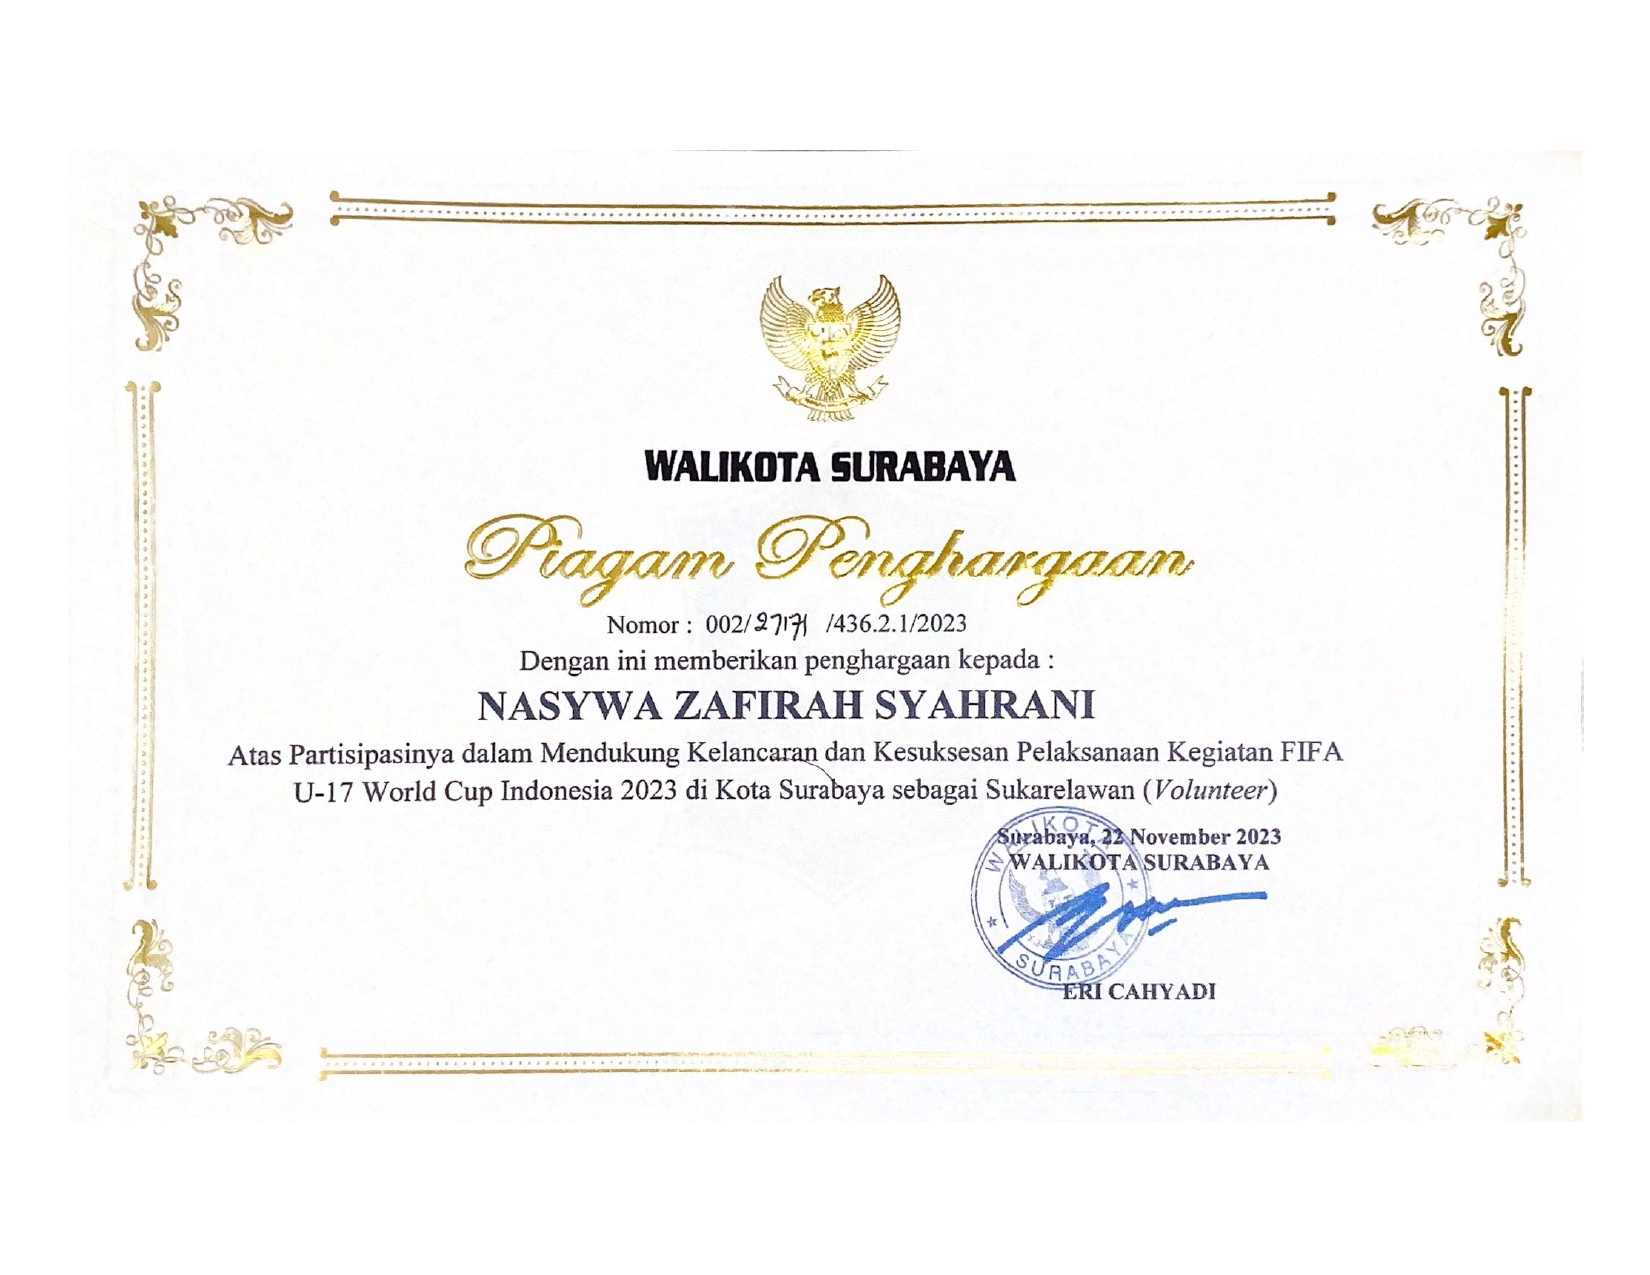 WALIKOTA SURABAYA
Piagam Penghargaan
Nomor : 002/27171 /436.2.1/2023
Dengan ini memberikan penghargaan kepada :
NASYWA ZAFIRAH SYAHRANI
Atas Partisipasinya dalam Mendukung Kelancaran dan Kesuksesan Pelaksanaan Kegiatan FIFA
U-17 World Cup Indonesia 2023 di Kota Surabaya sebagai Sukarelawan (Volunteer)
Surabaya, 22 November 2023
WALIKOTA SURABAYA
WALIKOTA
SURABAYA
ERI CAHYADI